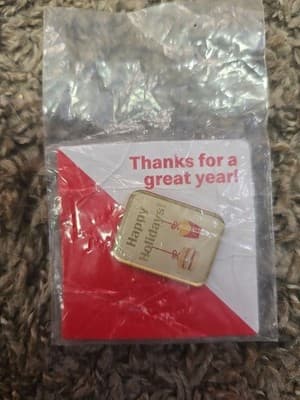 Thanks for a
great year!
Happy
Holidays!